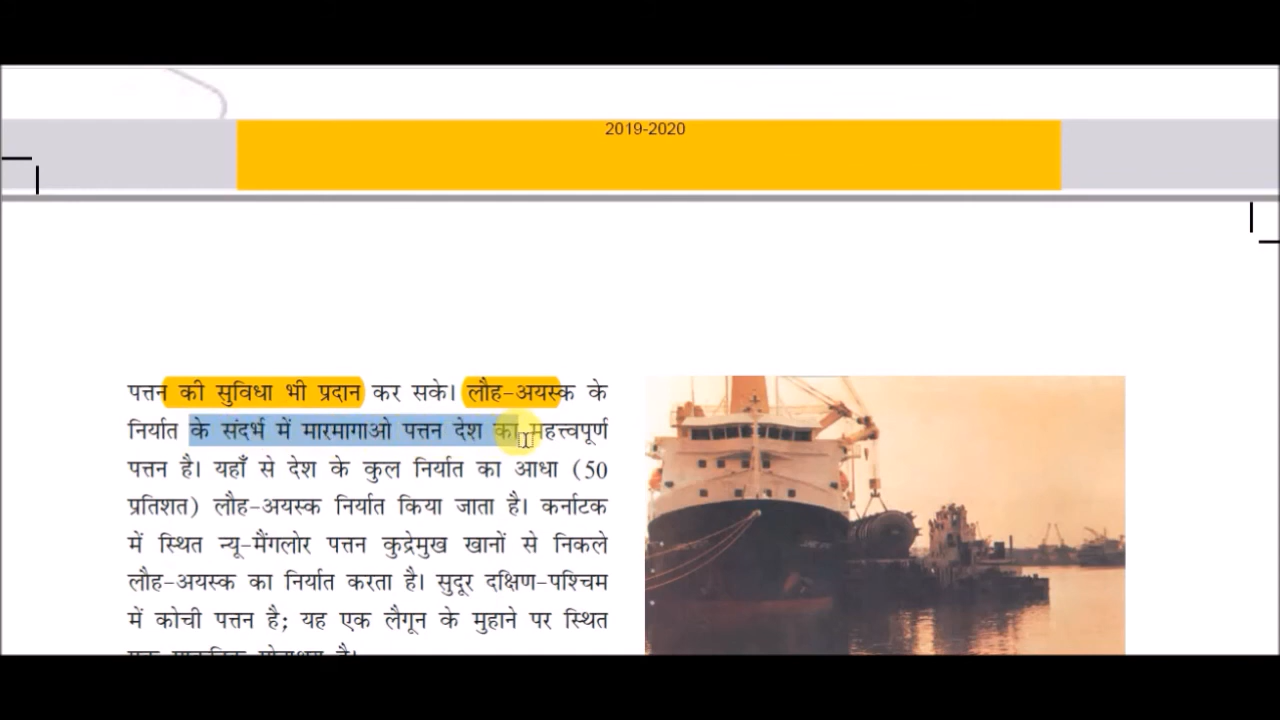 2019-2020
पत्तन की सुविधा भी प्रदान कर सके। लौह-अयस्क के
निर्यात के संदर्भ में मारमागाओ पत्तन देश का महत्त्वपूर्ण
पत्तन है। यहाँ से देश के कुल निर्यात का आधा (50
प्रतिशत) लौह-अयस्क निर्यात किया जाता है। कर्नाटक
में स्थित न्यू-मैंगलोर पत्तन कुद्रेमुख खानों से निकले
लौह-अयस्क का निर्यात करता है। सुदूर दक्षिण-पश्चिम
में कोची पत्तन है; यह एक लैगून के मुहाने पर स्थित